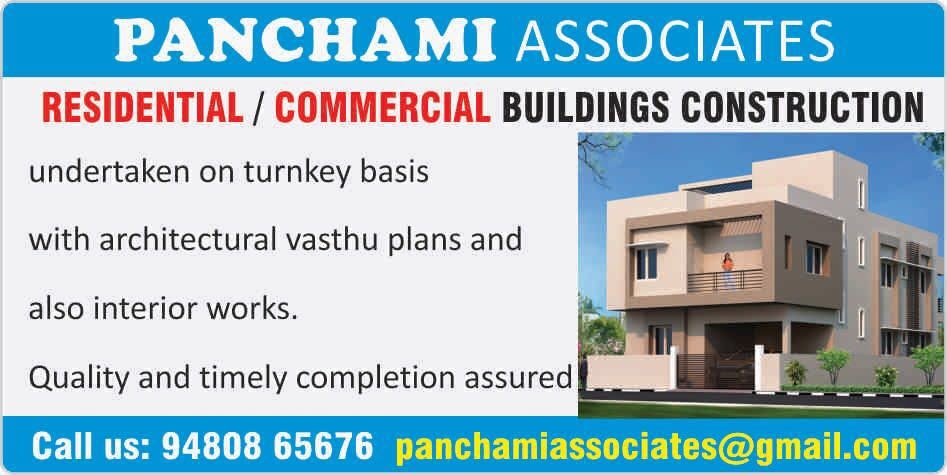 PANCHAMI ASSOCIATES
RESIDENTIAL / COMMERCIAL BUILDINGS CONSTRUCTION
undertaken on turnkey basis
with architectural vasthu plans and
also interior works.
Quality and timely completion assured
Call us: 94808 65676 panchamiassociates@gmail.com